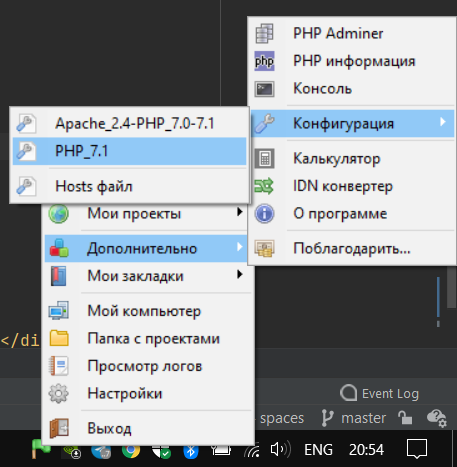 PHP Adminer
php PHP информация
Консоль
Конфигурация
Калькулятор
IDN конвертер
О программе
Поблагодарить...
Apache_2.4-PHP_7.0-7.1
PHP_7.1
Hosts файл
Мои проекты
Дополнительно
Мои закладки
Мой компьютер
Папка с проектами
Просмотр логов
Настройки
Выход
</di
Event Log
spaces master
ENG 20:54